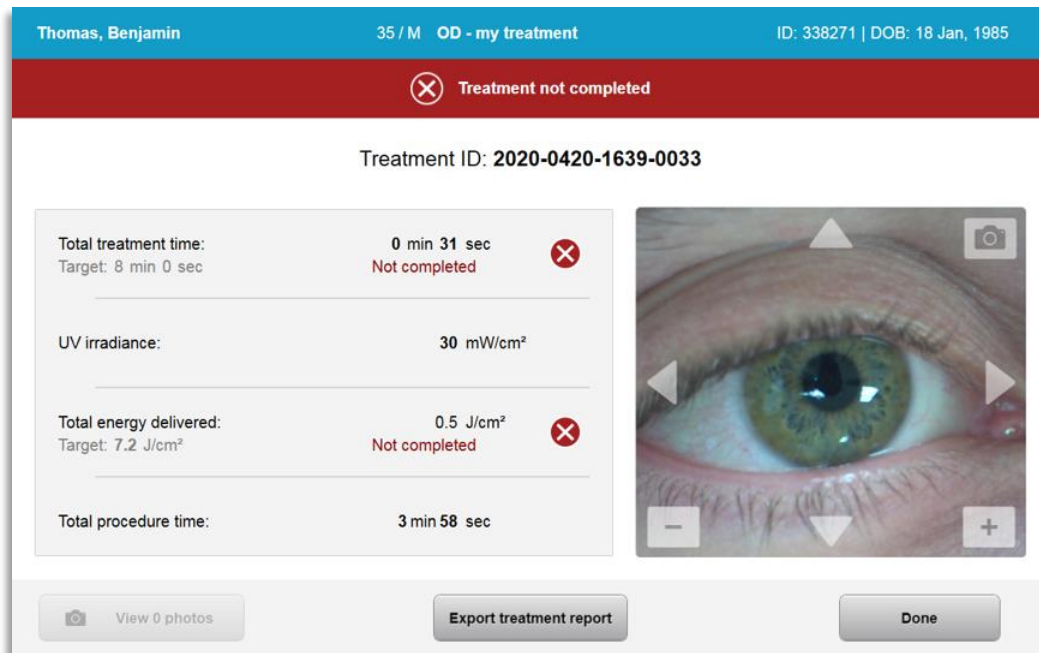 Thomas, Benjamin 35 / M OD - my treatment ID: 338271 | DOB: 18 Jan, 1985
Treatment not completed
Treatment ID: 2020-0420-1639-0033
Total treatment time: 0 min 31 sec
Target: 8 min 0 sec Not completed
UV irradiance: 30 mW/cm²
Total energy delivered: 0.5 J/cm²
Target: 7.2 J/cm² Not completed
Total procedure time: 3 min 58 sec
View 0 photos Export treatment report Done